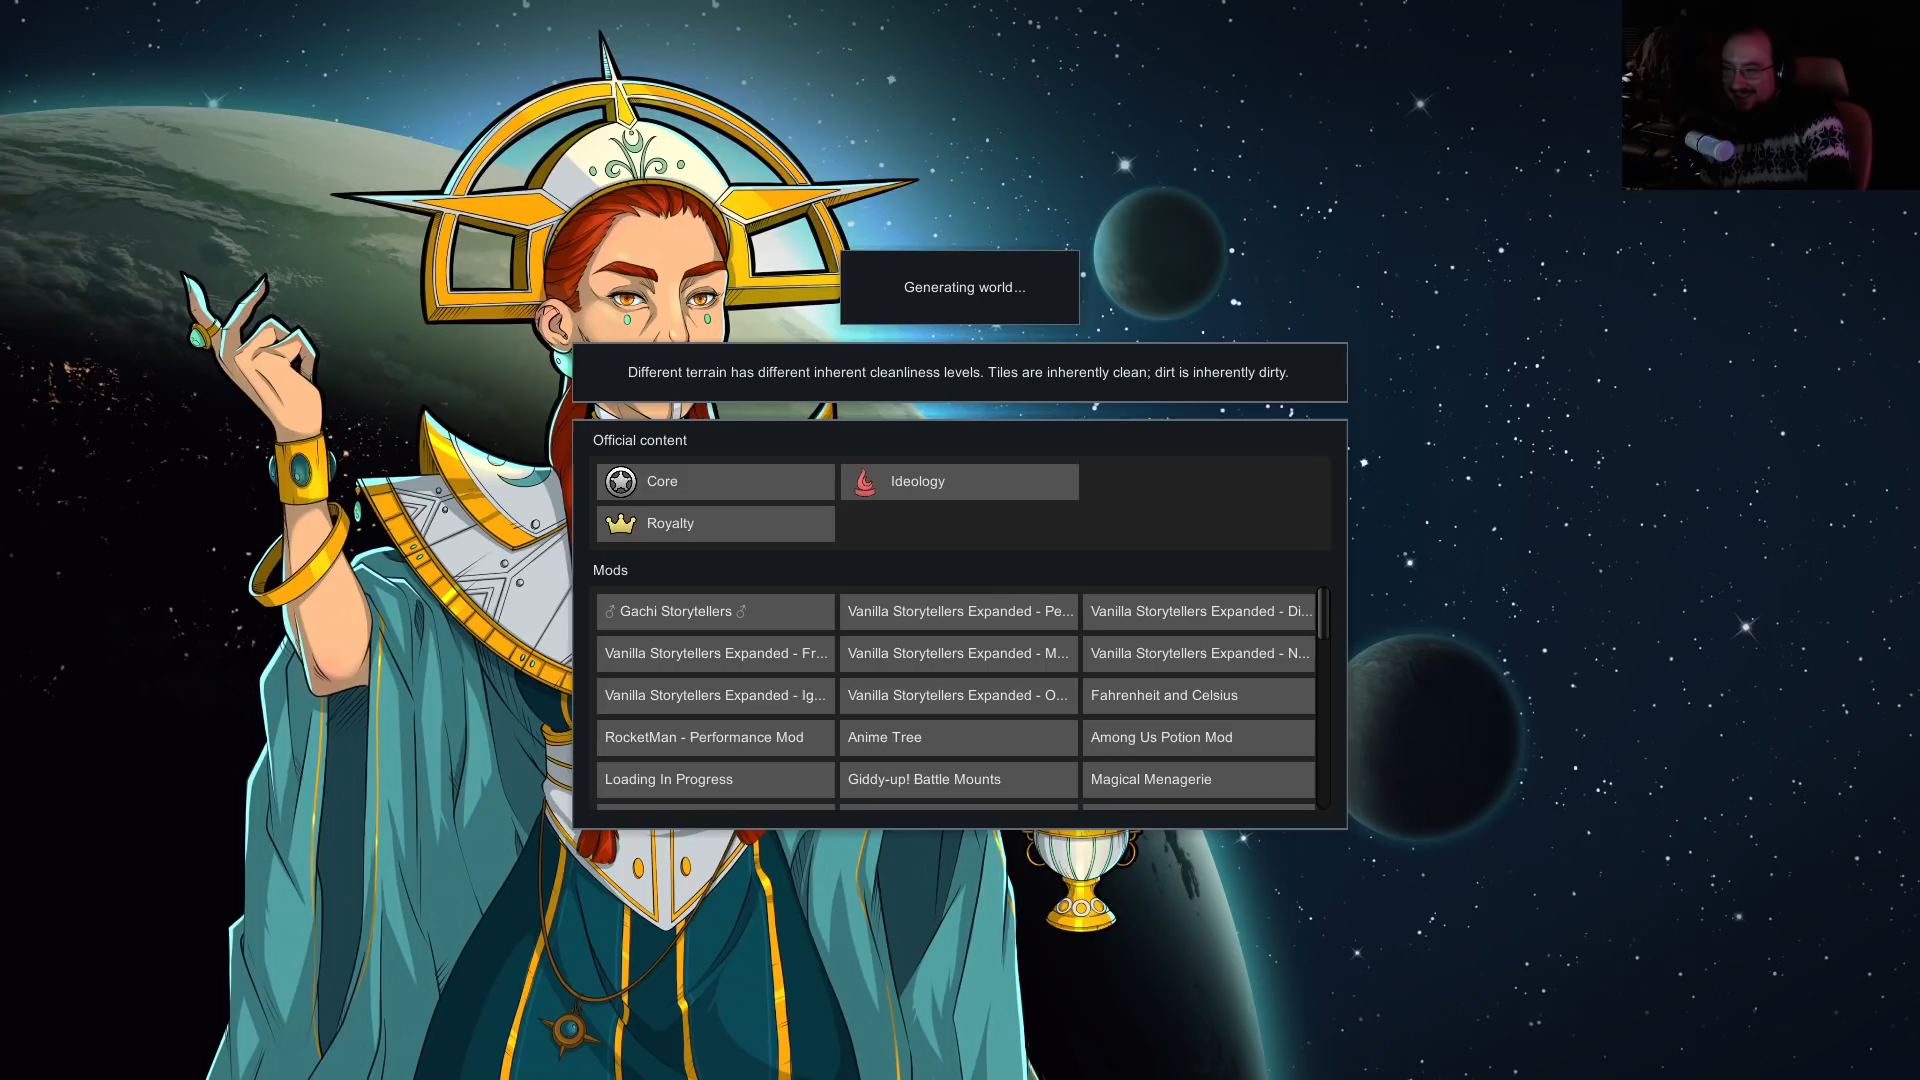 Generating world...
Different terrain has different inherent cleanliness levels. Tiles are inherently clean; dirt is inherently dirty.
Official content
Core
Ideology
Royalty
Mods
♂ Gachi Storytellers ♂
Vanilla Storytellers Expanded - Pe...
Vanilla Storytellers Expanded - Di...
Vanilla Storytellers Expanded - Fr...
Vanilla Storytellers Expanded - M...
Vanilla Storytellers Expanded - N...
Vanilla Storytellers Expanded - Ig...
Vanilla Storytellers Expanded - O...
Fahrenheit and Celsius
RocketMan - Performance Mod
Anime Tree
Among Us Potion Mod
Loading In Progress
Giddy-up! Battle Mounts
Magical Menagerie